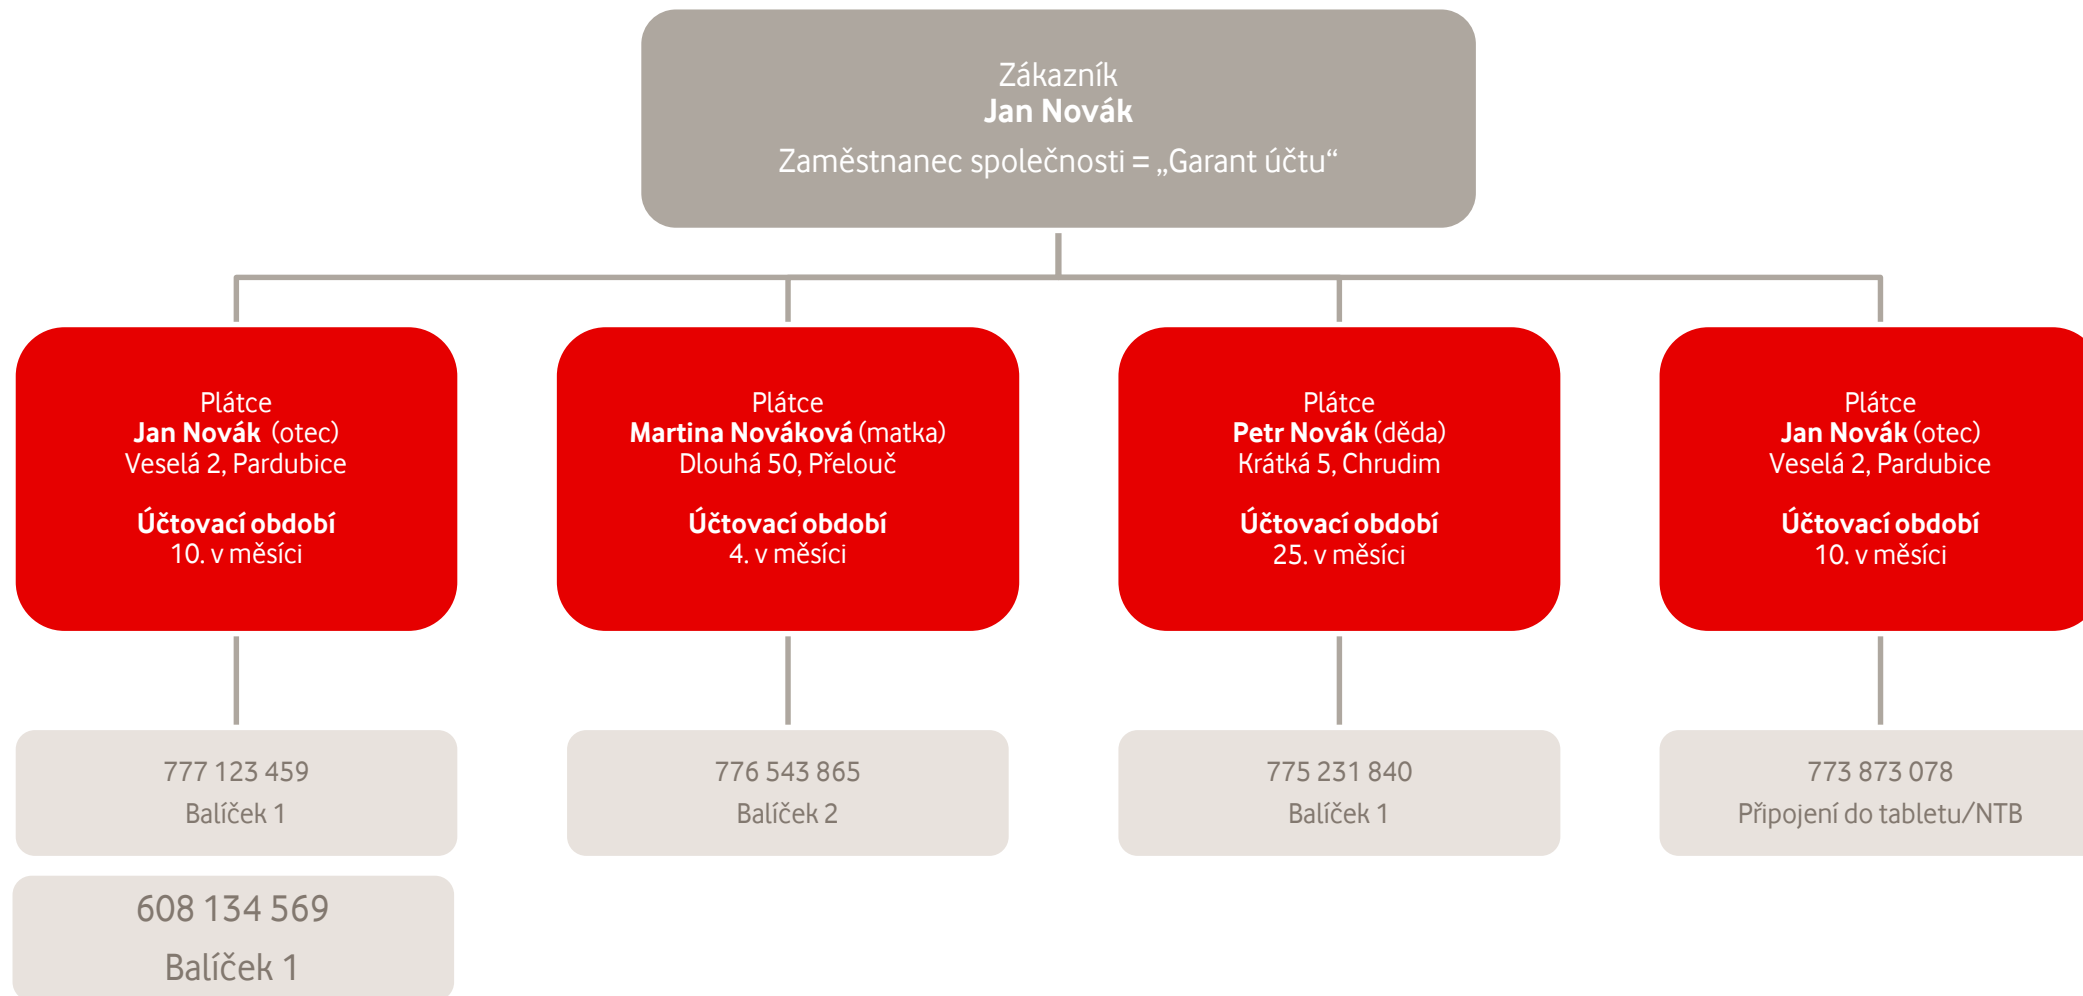 Zákazník
Jan Novák
Zaměstnanec společnosti = „Garant účtu“
Plátce
Jan Novák (otec)
Veselá 2, Pardubice
Účtovací období
10. v měsíci
Plátce
Martina Nováková (matka)
Dlouhá 50, Přelouč
Účtovací období
4. v měsíci
Plátce
Petr Novák (děda)
Krátká 5, Chrudim
Účtovací období
25. v měsíci
Plátce
Jan Novák (otec)
Veselá 2, Pardubice
Účtovací období
10. v měsíci
777 123 459
Balíček 1
776 543 865
Balíček 2
775 231 840
Balíček 1
773 873 078
Připojení do tabletu/NTB
608 134 569
Balíček 1